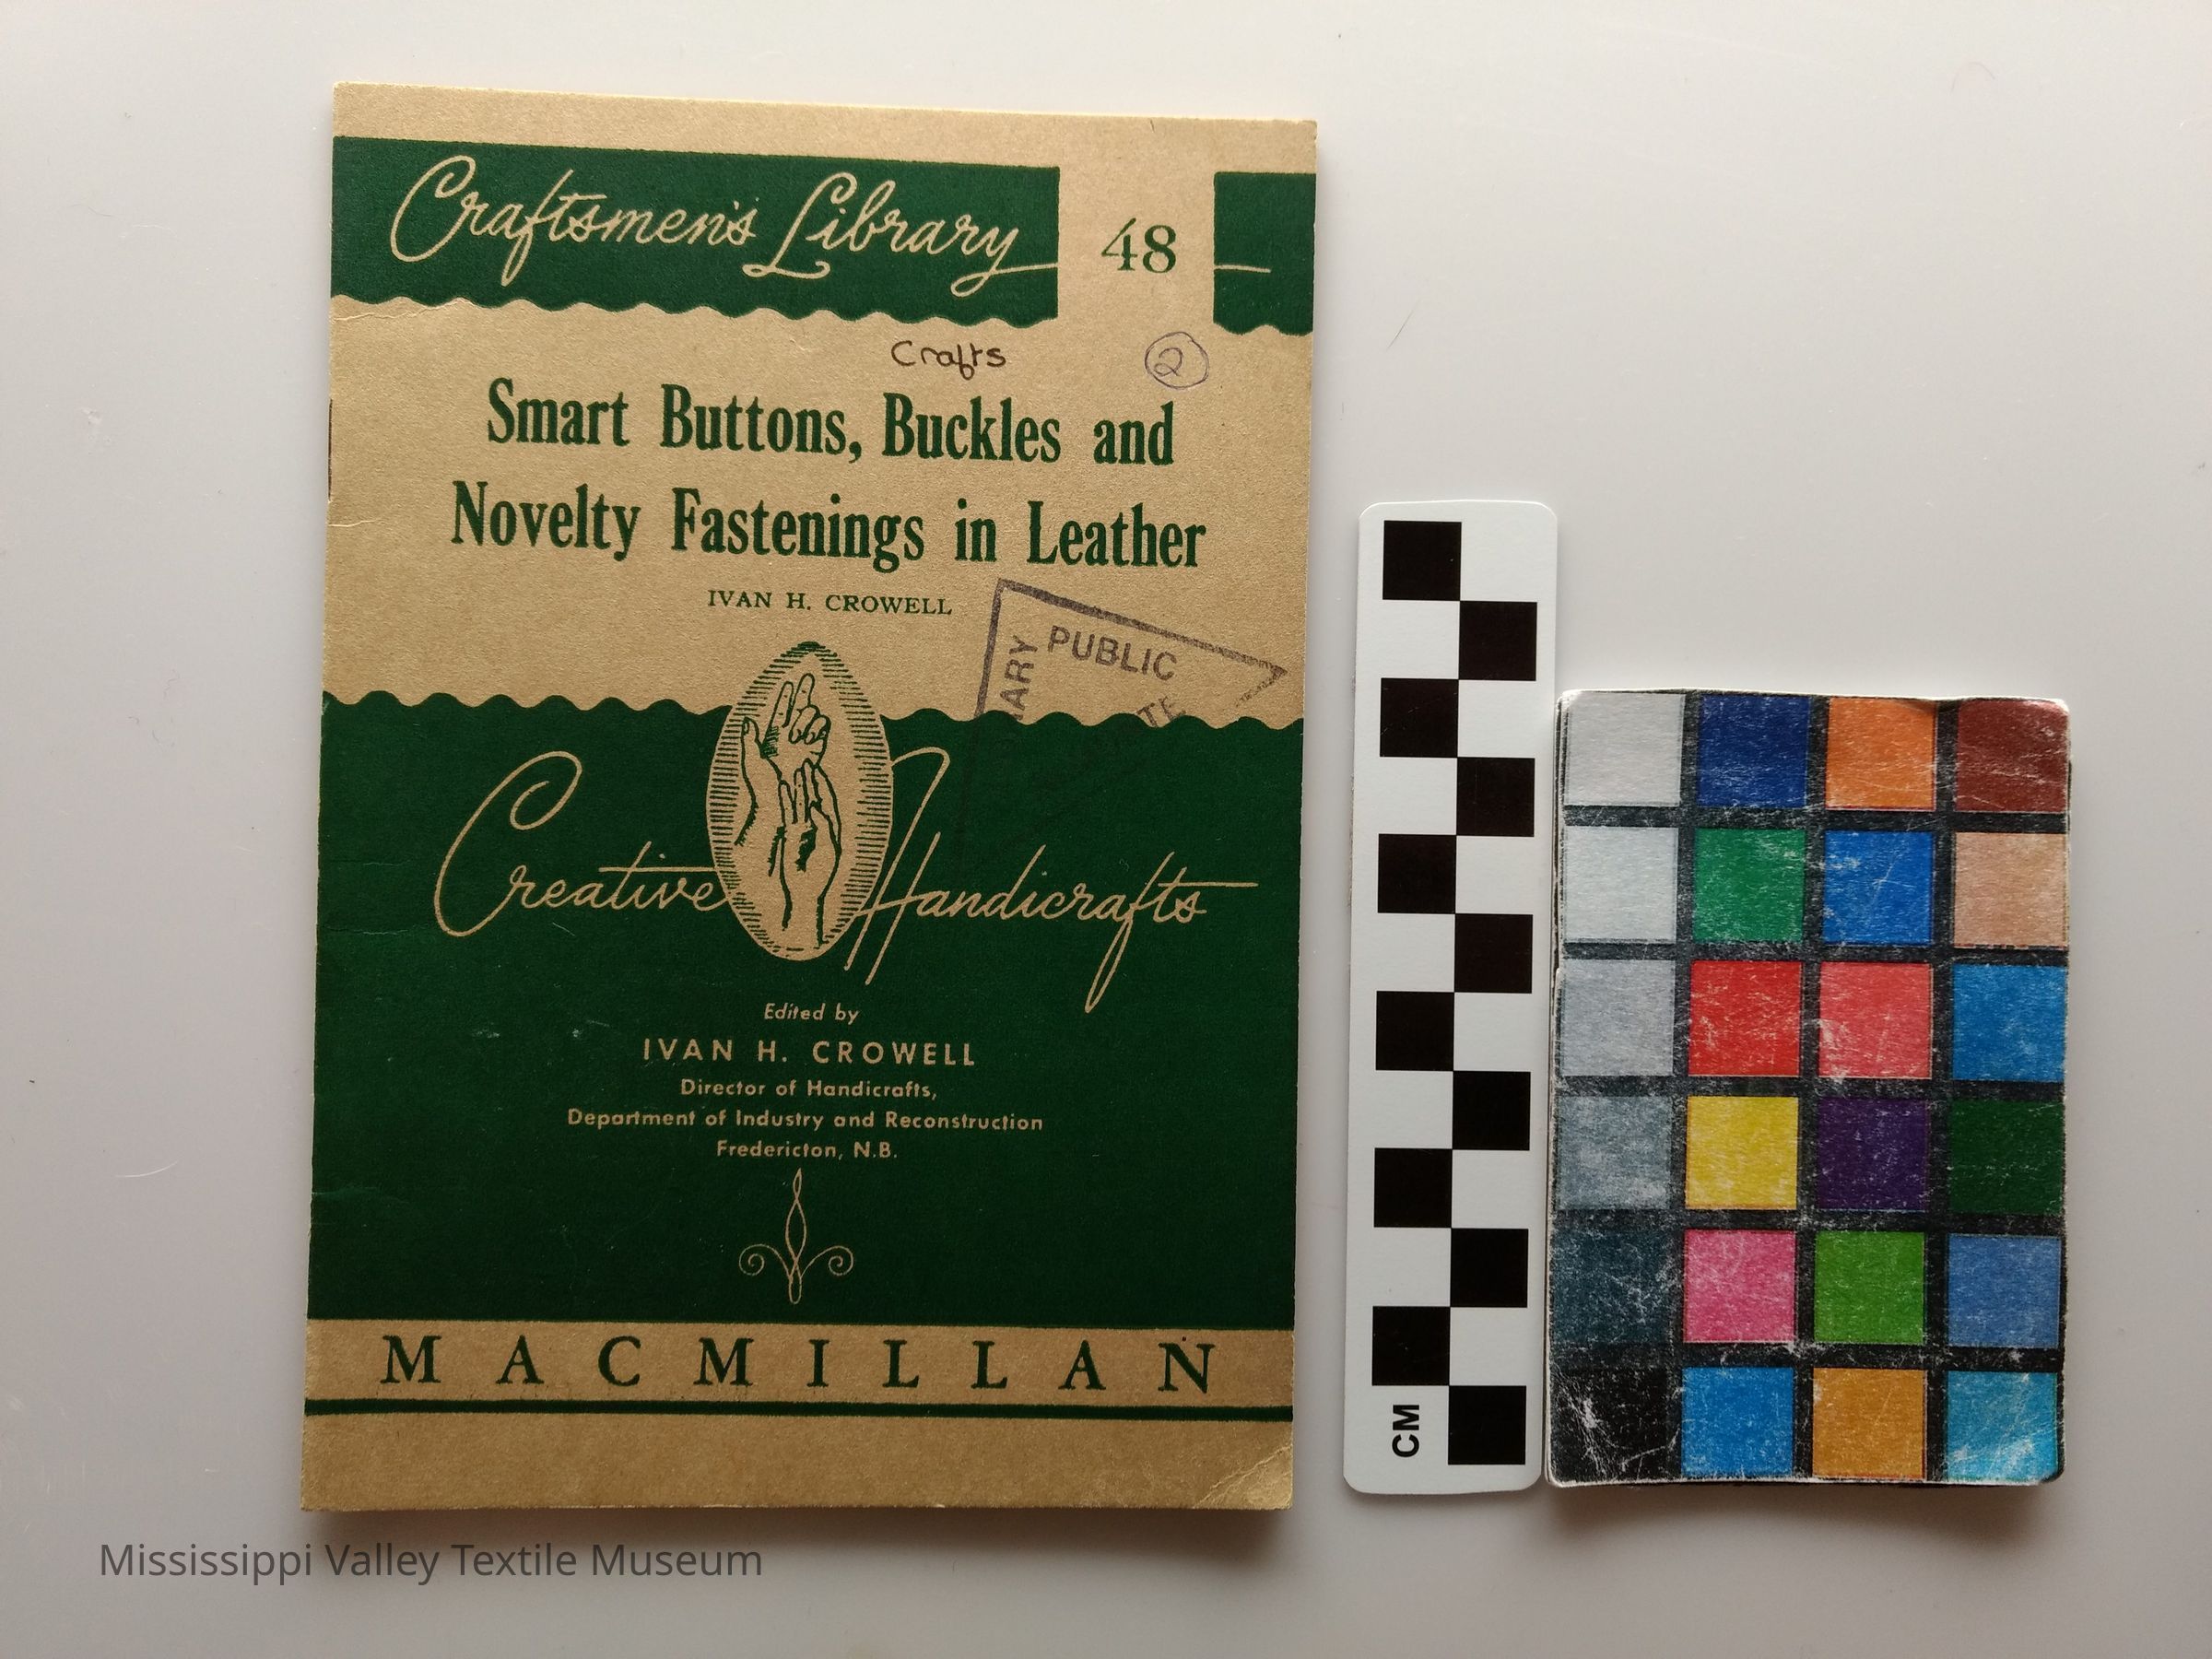 Craftsmen's Library 48
Crafts 2
Smart Buttons, Buckles and
Novelty Fastenings in Leather
IVAN H. CROWELL
PUBLIC
Creative Handicrafts
Edited by
IVAN H. CROWELL
Director of Handicrafts,
Department of Industry and Reconstruction
Fredericton, N.B.
MACMILLAN
CM
Mississippi Valley Textile Museum